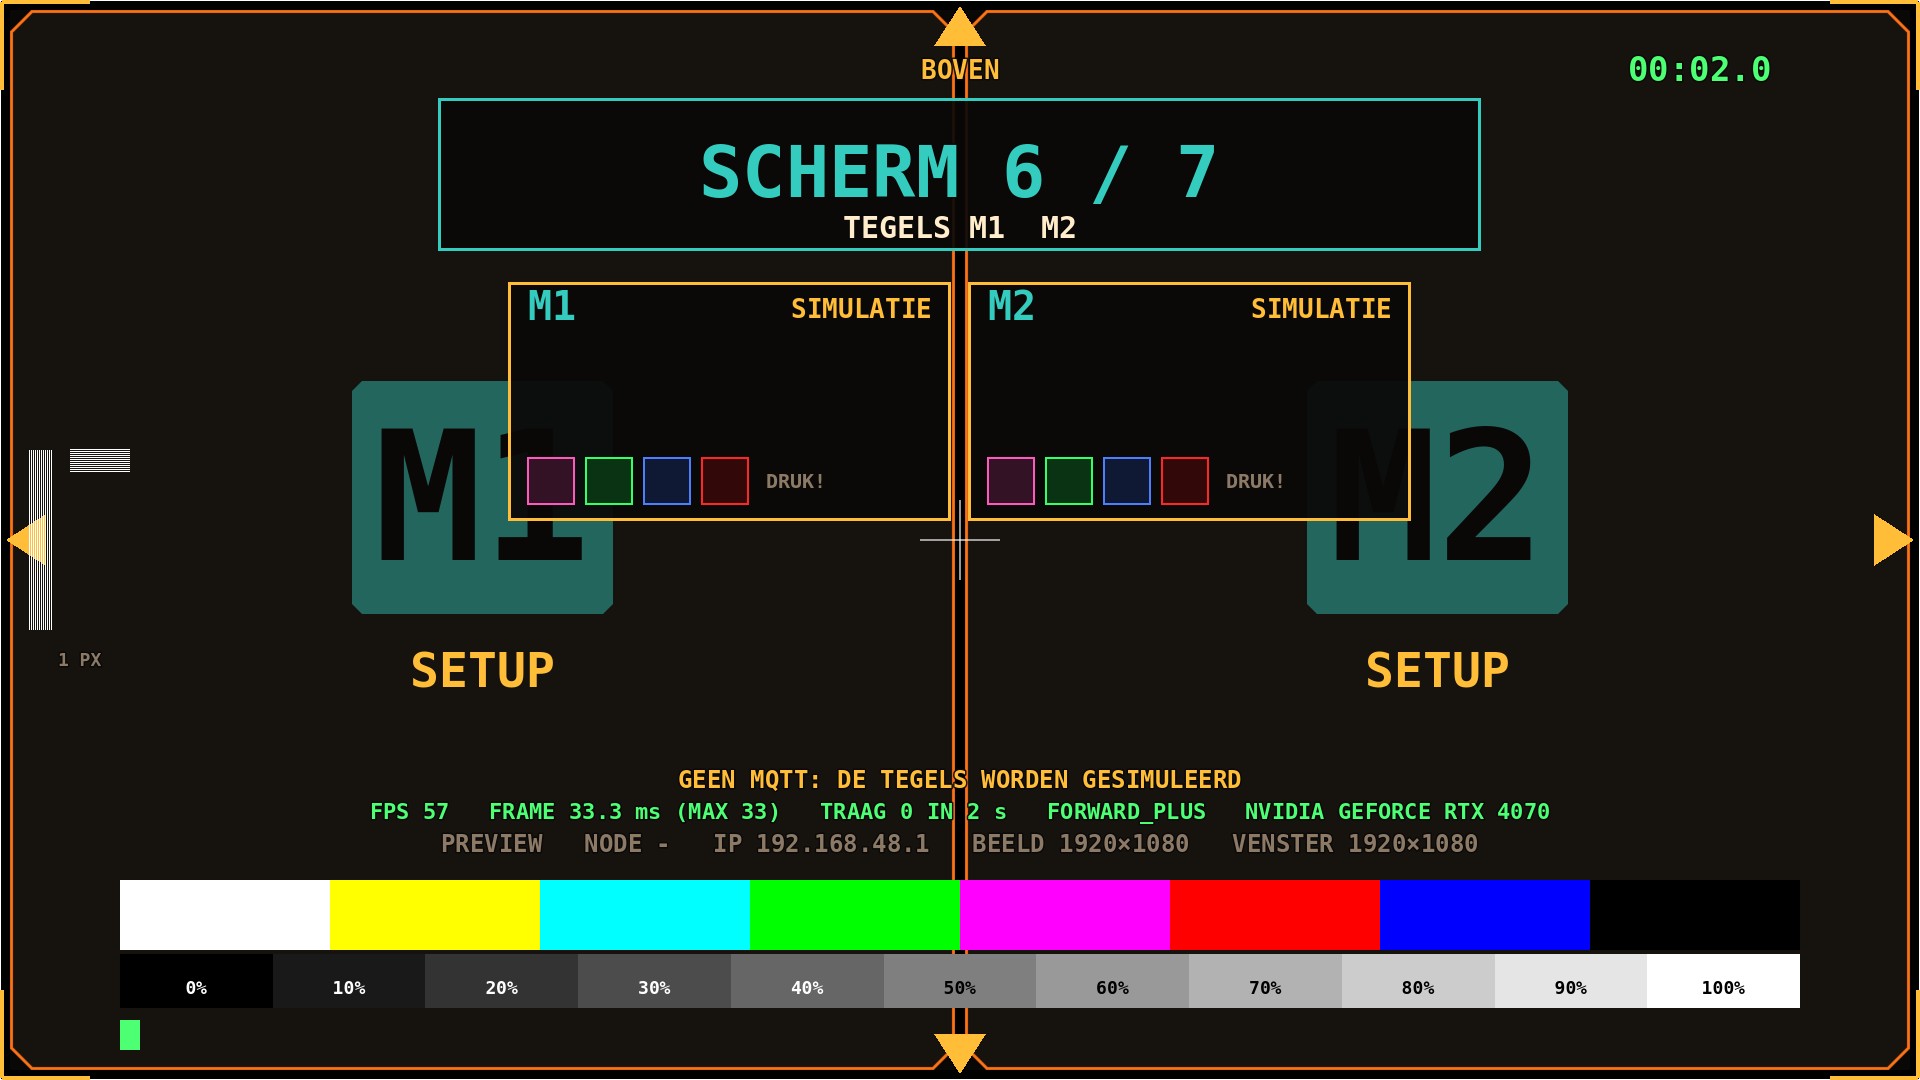 BOVEN
00:02.0
SCHERM 6 / 7
TEGELS M1 M2
M1 SIMULATIE
M2 SIMULATIE
M1
M2
DRUK!
DRUK!
1 PX
SETUP
SETUP
GEEN MQTT: DE TEGELS WORDEN GESIMULEERD
FPS 57 FRAME 33.3 ms (MAX 33) TRAAG 0 IN 2 s FORWARD_PLUS NVIDIA GEFORCE RTX 4070
PREVIEW NODE - IP 192.168.48.1 BEELD 1920×1080 VENSTER 1920×1080
0% 10% 20% 30% 40% 50% 60% 70% 80% 90% 100%